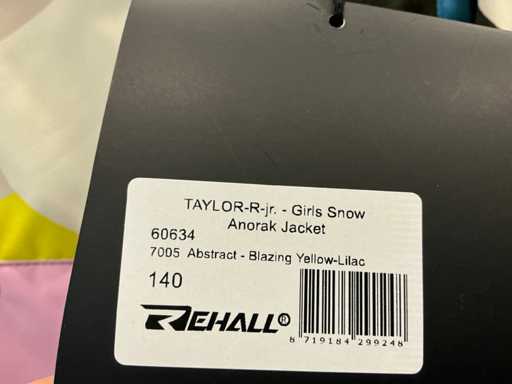 TAYLOR-R-jr. - Girls Snow
Anorak Jacket
60634
7005 Abstract - Blazing Yellow-Lilac
140
REHALL®
8 719184 299248